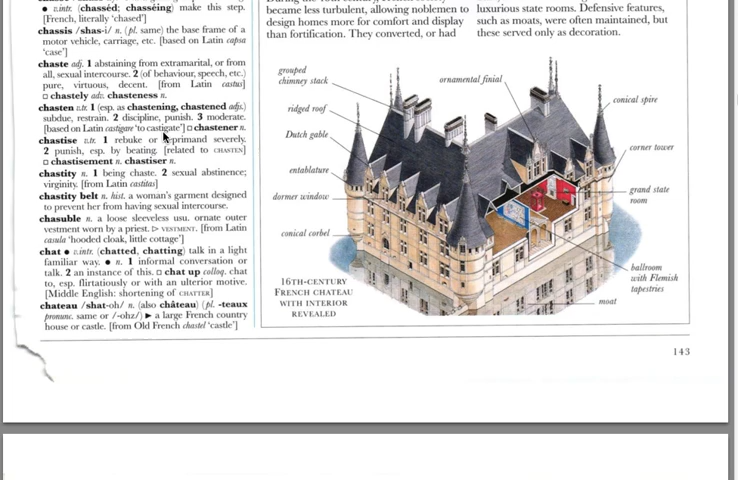 ● v.intr. (chasséd; chasséing) make this step.
[French, literally ‘chased’]
chassis /shas-i/ n. (pl. same) the base frame of a
motor vehicle, carriage, etc. [based on Latin capsa
‘case’]
chaste adj. 1 abstaining from extramarital, or from
all, sexual intercourse. 2 (of behaviour, speech, etc.)
pure, virtuous, decent. [from Latin castus]
□ chastely adv. chasteness n.
chasten v.tr. 1 (esp. as chastening, chastened adjs.)
subdue, restrain. 2 discipline, punish. 3 moderate.
[based on Latin castigare ‘to castigate’] □ chastener n.
chastise v.tr. 1 rebuke or reprimand severely.
2 punish, esp. by beating. [related to CHASTEN]
□ chastisement n. chastiser n.
chastity n. 1 being chaste. 2 sexual abstinence;
virginity. [from Latin castitas]
chastity belt n. hist. a woman's garment designed
to prevent her from having sexual intercourse.
chasuble n. a loose sleeveless usu. ornate outer
vestment worn by a priest. ▷ VESTMENT. [from Latin
casula ‘hooded cloak, little cottage’]
chat ● v.intr. (chatted, chatting) talk in a light
familiar way. ● n. 1 informal conversation or
talk. 2 an instance of this. □ chat up colloq. chat
to, esp. flirtatiously or with an ulterior motive.
[Middle English: shortening of CHATTER]
chateau /shat-oh/ n. (also château) (pl. -teaux
pronunc. same or /-ohz/) ▶ a large French country
house or castle. [from Old French chastel ‘castle’]
became less turbulent, allowing noblemen to
design homes more for comfort and display
than fortification. They converted, or had
luxurious state rooms. Defensive features,
such as moats, were often maintained, but
these served only as decoration.
grouped
chimney stack
ridged roof
Dutch gable
entablature
dormer window
conical corbel
ornamental finial
conical spire
corner tower
grand state
room
ballroom
with Flemish
tapestries
moat
16TH-CENTURY
FRENCH CHATEAU
WITH INTERIOR
REVEALED
143